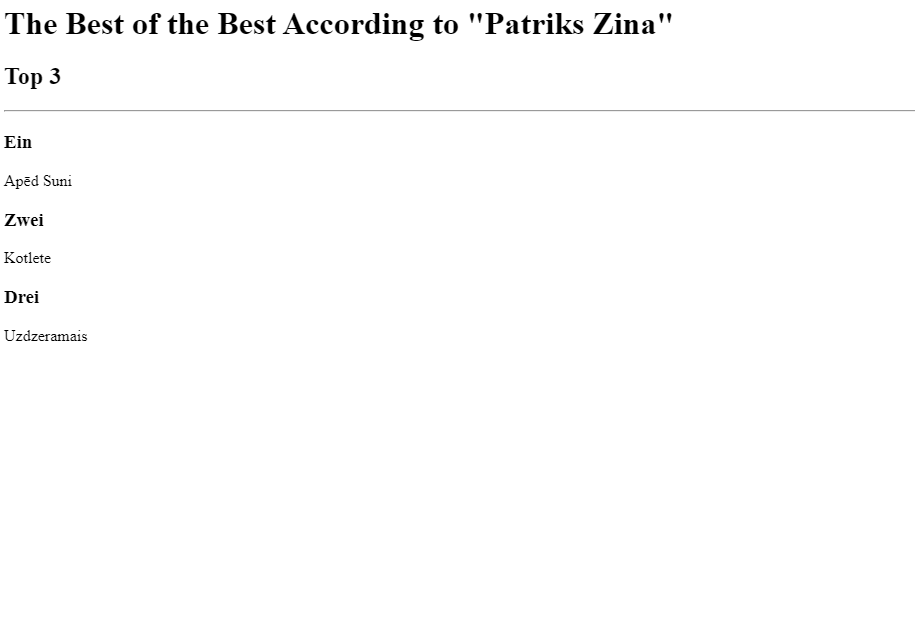 The Best of the Best According to "Patriks Zina"
Top 3
Ein
Apēd Suni
Zwei
Kotlete
Drei
Uzdzeramais